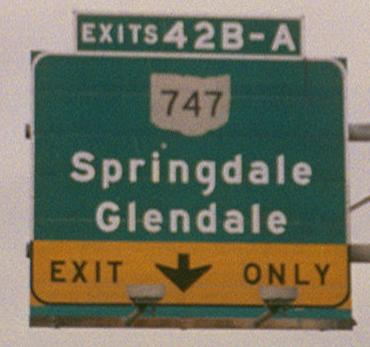 EXITS 42B-A
747
Springdale
Glendale
EXIT ONLY